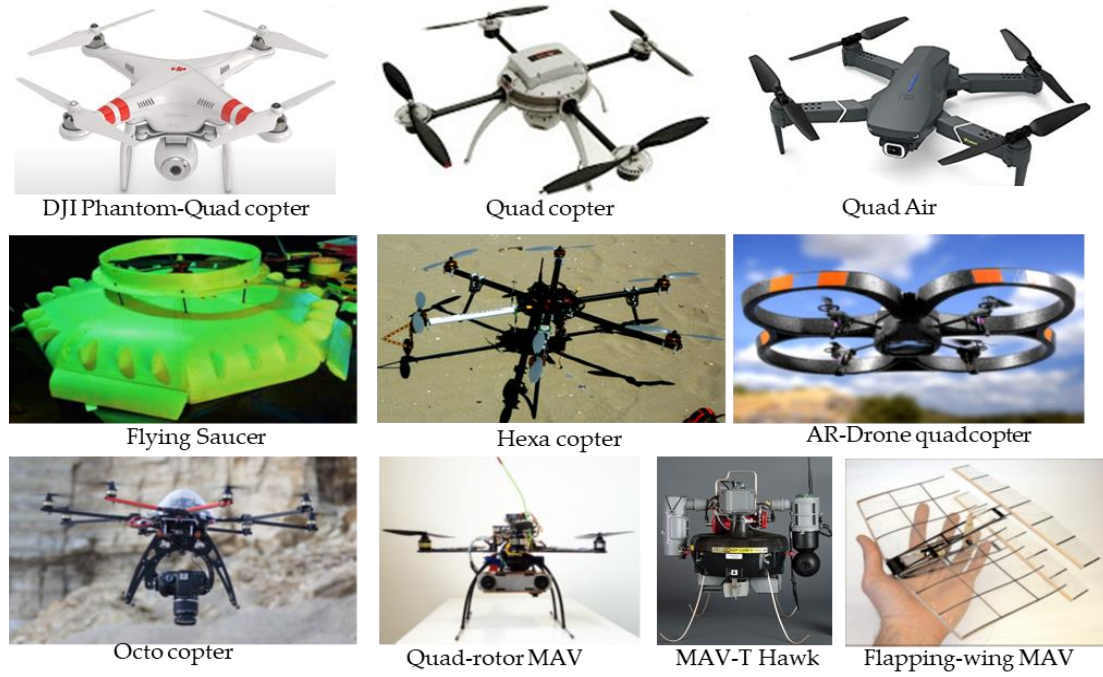 dji
DJI Phantom-Quad copter
Quad copter
Quad Air
Flying Saucer
Hexa copter
AR-Drone quadcopter
Octo copter
Quad-rotor MAV
MAV-T Hawk
Flapping-wing MAV